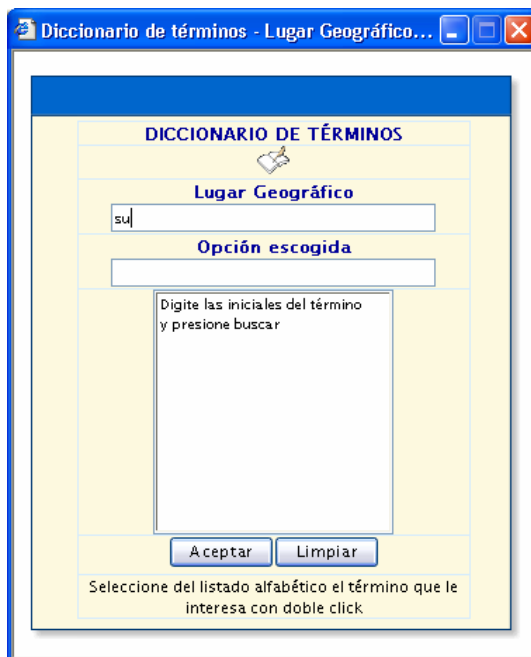 Diccionario de términos - Lugar Geográfico...
DICCIONARIO DE TÉRMINOS
Lugar Geográfico
su
Opción escogida
Digite las iniciales del término
y presione buscar
Aceptar Limpiar
Seleccione del listado alfabético el término que le
interesa con doble click